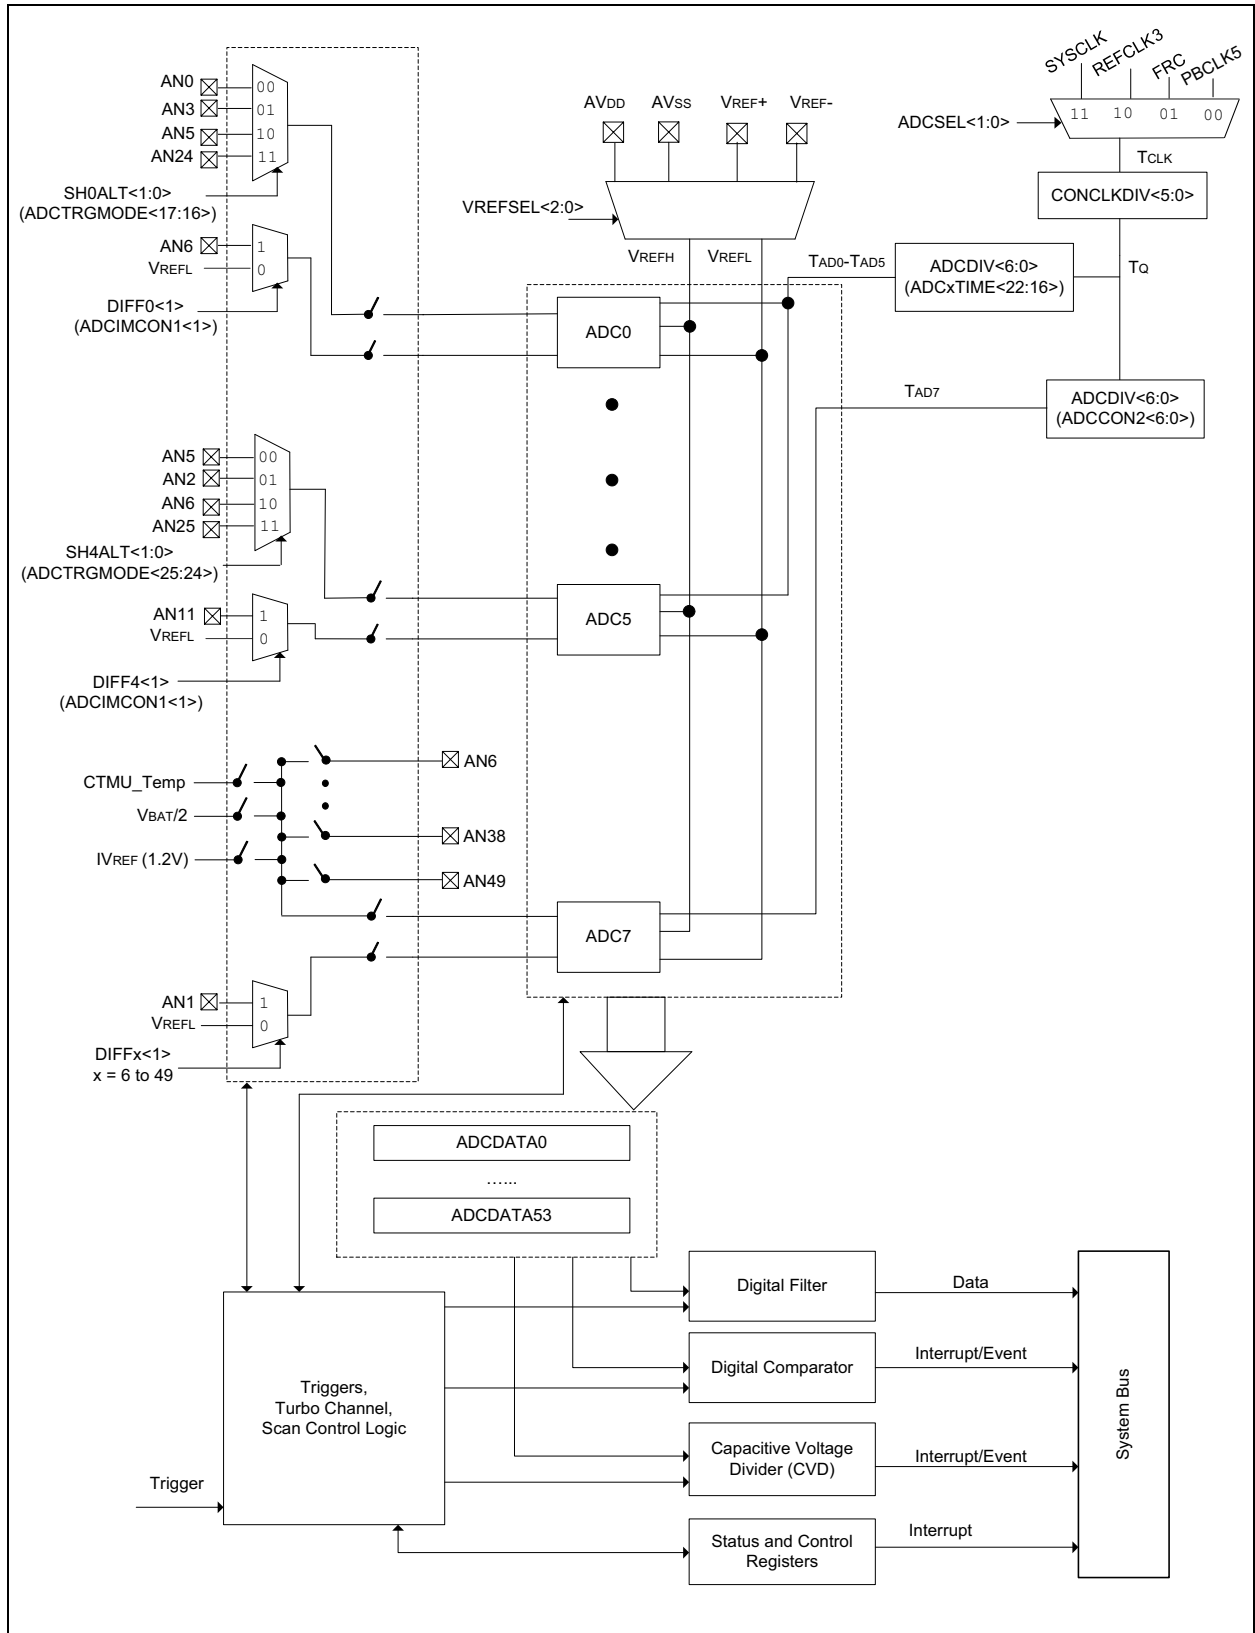 SYSCLK
REFCLK3
FRC
PBCLK5
ADCSEL<1:0>
11 10 01 00
TCLK
CONCLKDIV<5:0>
TQ
AN0
00
AN3
01
AN5
10
AN24
11
SH0ALT<1:0>
(ADCTRGMODE<17:16>)
AN6
1
VREFL
0
DIFF0<1>
(ADCIMCON1<1>)
AVDD AVSS VREF+ VREF-
VREFSEL<2:0>
VREFH VREFL
TAD0-TAD5
ADCDIV<6:0>
(ADCxTIME<22:16>)
ADC0
TAD7
ADCDIV<6:0>
(ADCCON2<6:0>)
AN5
00
AN2
01
AN6
10
AN25
11
SH4ALT<1:0>
(ADCTRGMODE<25:24>)
AN11
1
VREFL
0
DIFF4<1>
(ADCIMCON1<1>)
ADC5
CTMU_Temp
VBAT/2
IVREF (1.2V)
AN6
AN38
AN49
ADC7
AN1
1
VREFL
0
DIFFx<1>
x = 6 to 49
ADCDATA0
…...
ADCDATA53
Triggers,
Turbo Channel,
Scan Control Logic
Trigger
Digital Filter
Data
Digital Comparator
Interrupt/Event
Capacitive Voltage
Divider (CVD)
Interrupt/Event
Status and Control
Registers
Interrupt
System Bus